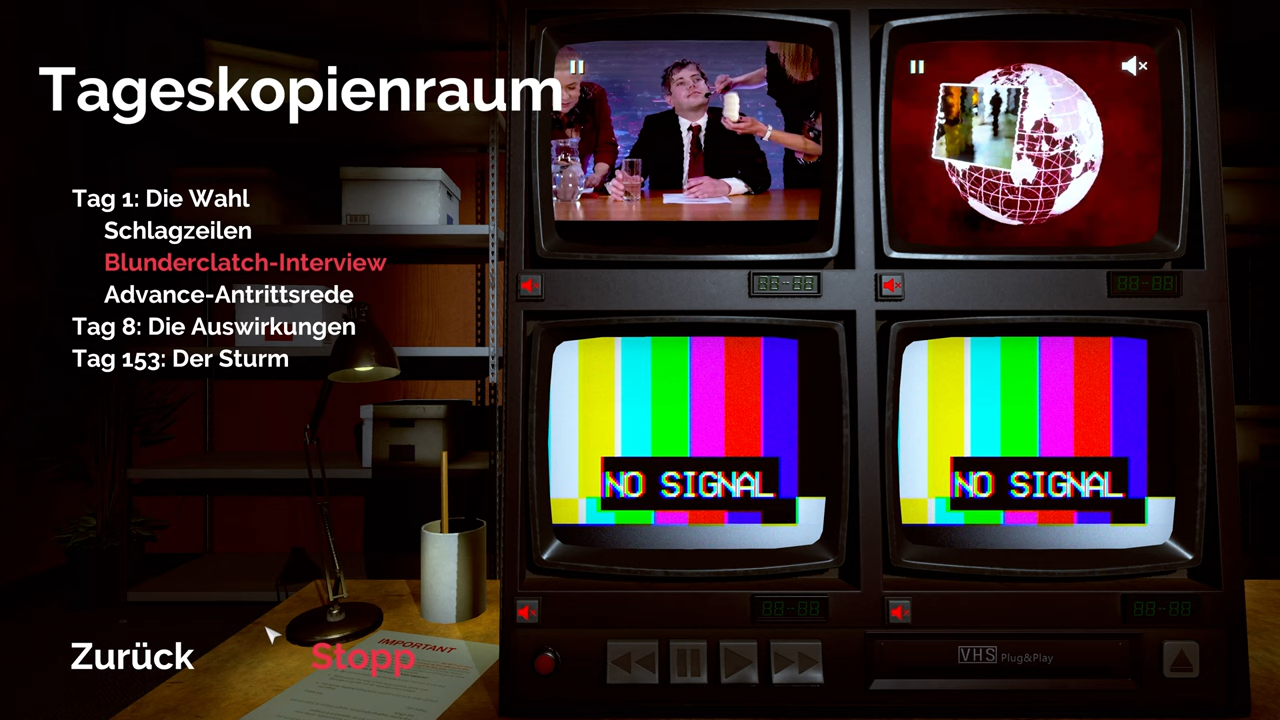 Tageskopienraum
Tag 1: Die Wahl
Schlagzeilen
Blunderclatch-Interview
Advance-Antrittsrede
Tag 8: Die Auswirkungen
Tag 153: Der Sturm
NO SIGNAL
NO SIGNAL
VHS Plug&Play
IMPORTANT
Zurück
Stopp